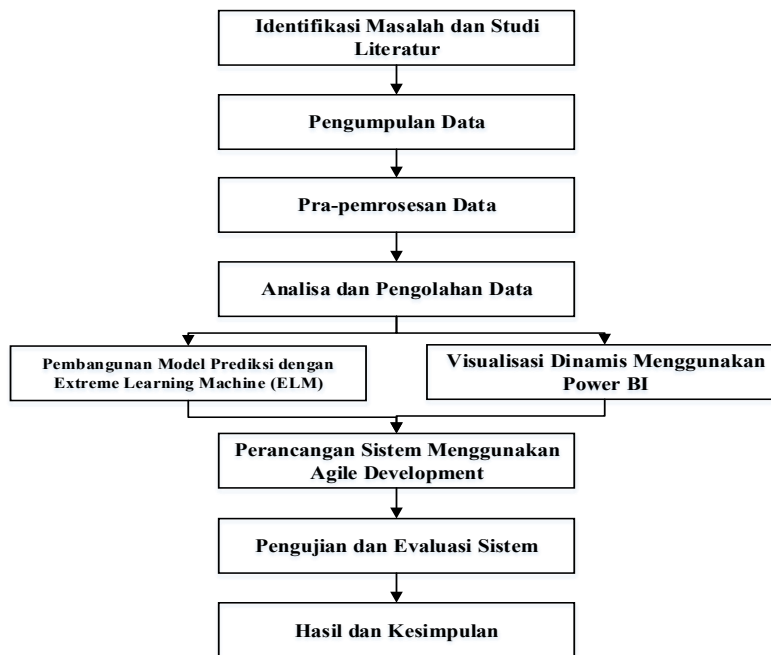 Identifikasi Masalah dan Studi
Literatur
Pengumpulan Data
Pra-pemrosesan Data
Analisa dan Pengolahan Data
Pembangunan Model Prediksi dengan
Extreme Learning Machine (ELM)
Visualisasi Dinamis Menggunakan
Power BI
Perancangan Sistem Menggunakan
Agile Development
Pengujian dan Evaluasi Sistem
Hasil dan Kesimpulan